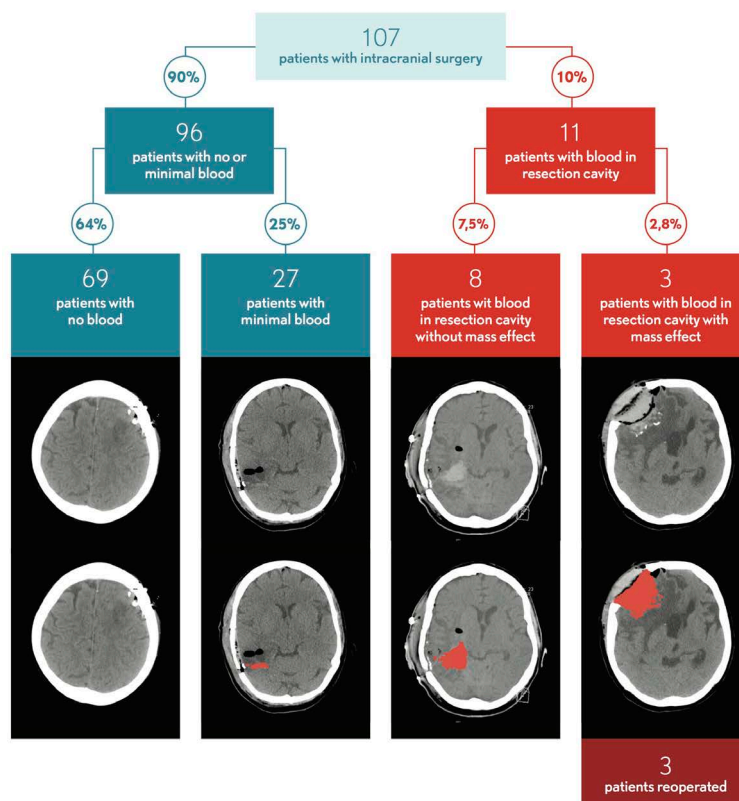 107
patients with intracranial surgery
90%
10%
96
patients with no or
minimal blood
11
patients with blood in
resection cavity
64%
25%
7,5%
2,8%
69
patients with
no blood
27
patients with
minimal blood
8
patients wit blood
in resection cavity
without mass effect
3
patients with blood in
resection cavity with
mass effect
3
patients reoperated